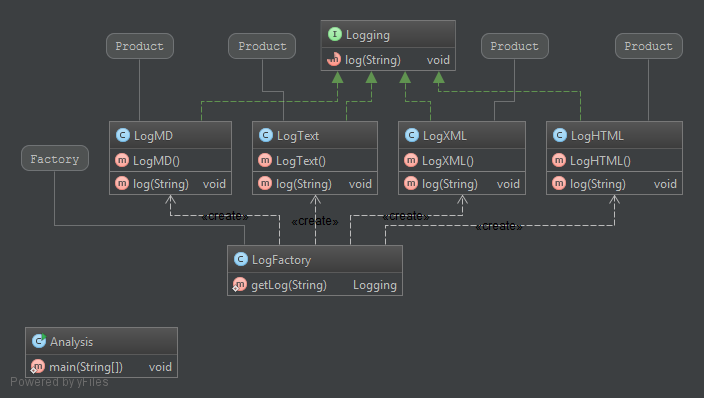 Product
Product
Product
Product
Logging
log(String) void
LogMD
LogMD()
log(String) void
LogText
LogText()
log(String) void
LogXML
LogXML()
log(String) void
LogHTML
LogHTML()
log(String) void
Factory
«create»
«create»
«create»
«create»
LogFactory
getLog(String) Logging
Analysis
main(String[]) void
Powered by yFiles